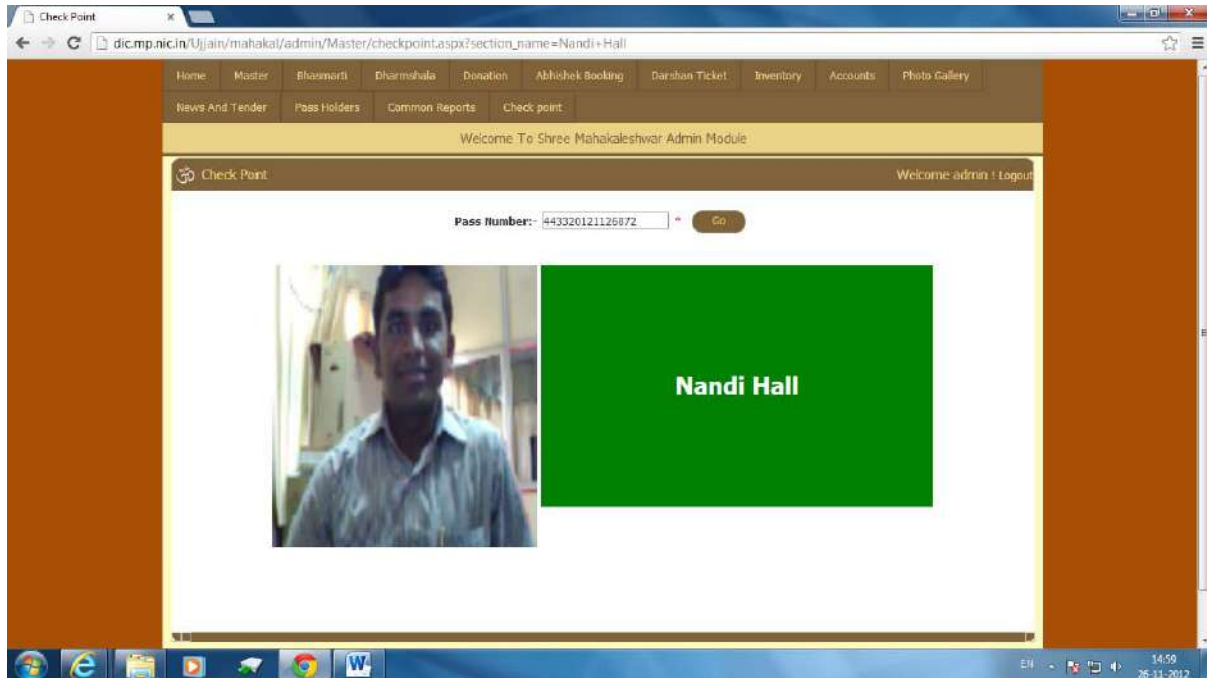 Check Point
dic.mp.nic.in/Ujjain/mahakal/admin/Master/checkpoint.aspx?section_name=Nandi+Hall
Home Master Bhasmarti Dharmshala Donation Abhishek Booking Darshan Ticket Inventory Accounts Photo Gallery
News And Tender Pass Holders Common Reports Check point
Welcome To Shree Mahakaleshwar Admin Module
ॐ Check Point Welcome admin ! Logout
Pass Number:- 443320121126872 * Go
Nandi Hall
EN 14:59
26-11-2012